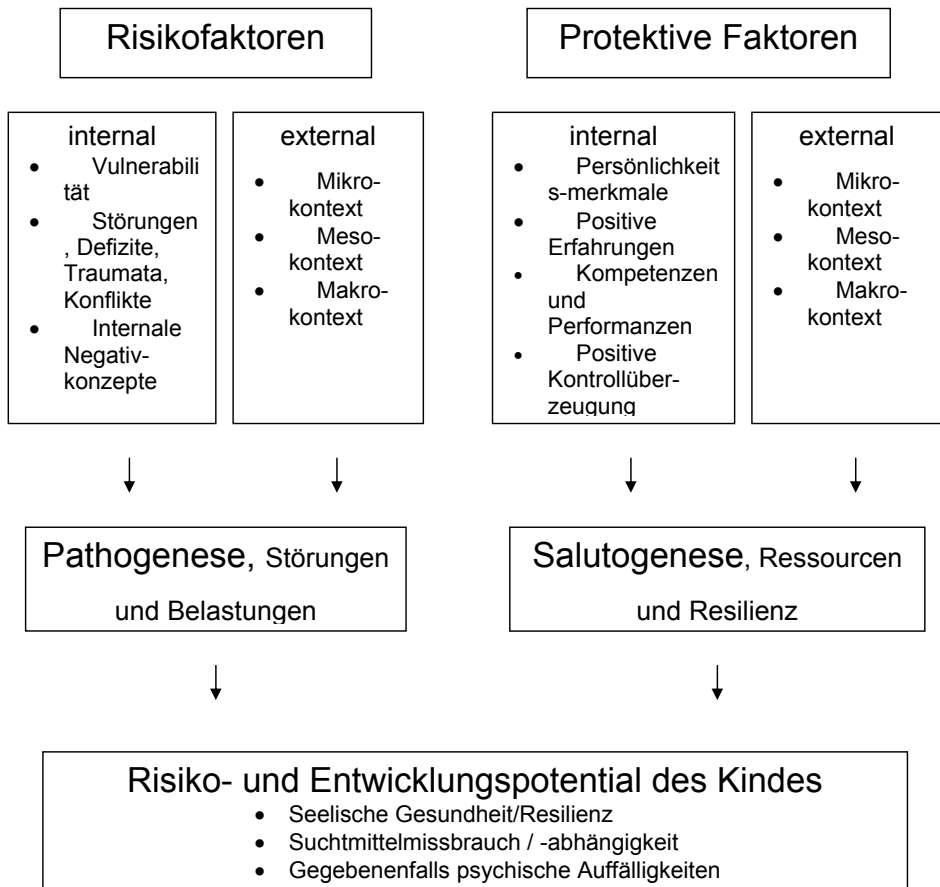 Risikofaktoren
Protektive Faktoren
internal
• Vulnerabili
tät
• Störungen
, Defizite,
Traumata,
Konflikte
• Internale
Negativ-
konzepte
external
• Mikro-
kontext
• Meso-
kontext
• Makro-
kontext
internal
• Persönlichkeit
s-merkmale
• Positive
Erfahrungen
• Kompetenzen
und
Performanzen
• Positive
Kontrollüber-
zeugung
external
• Mikro-
kontext
• Meso-
kontext
• Makro-
kontext
Pathogenese, Störungen
und Belastungen
Salutogenese, Ressourcen
und Resilienz
Risiko- und Entwicklungspotential des Kindes
• Seelische Gesundheit/Resilienz
• Suchtmittelmissbrauch / -abhängigkeit
• Gegebenenfalls psychische Auffälligkeiten